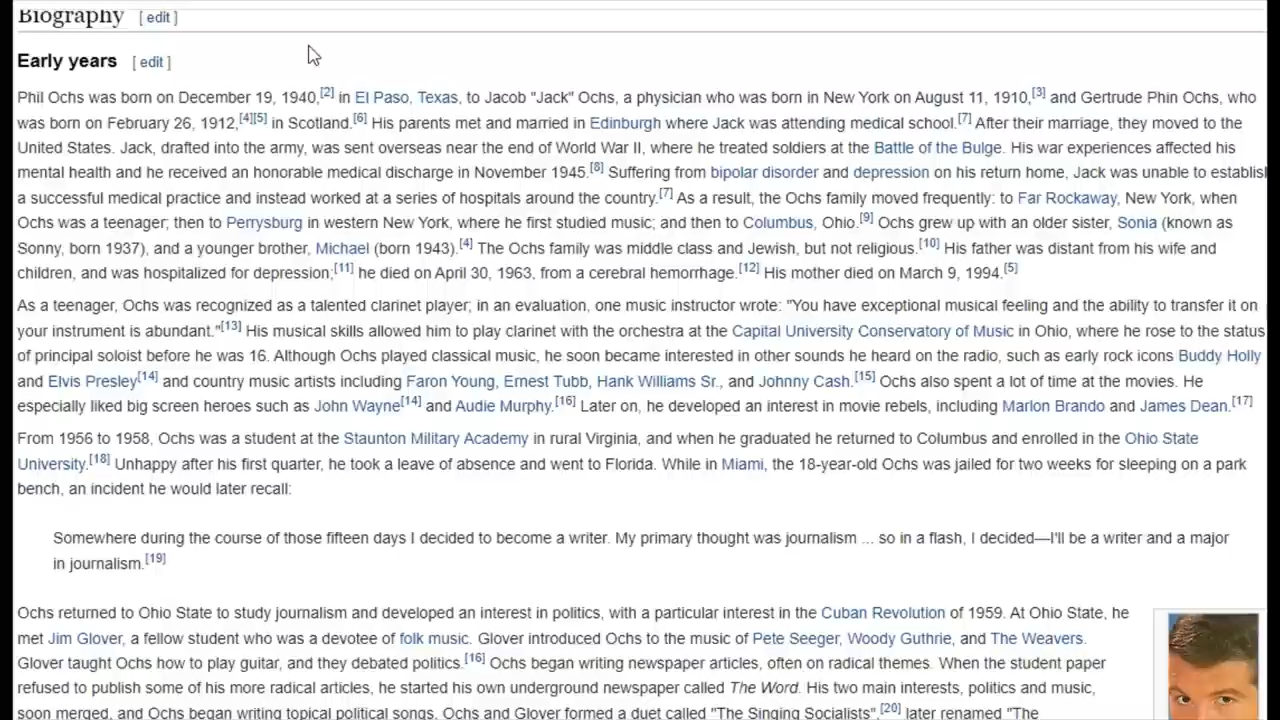 Biography [ edit ]
Early years [ edit ]
Phil Ochs was born on December 19, 1940,[2] in El Paso, Texas, to Jacob "Jack" Ochs, a physician who was born in New York on August 11, 1910,[3] and Gertrude Phin Ochs, who
was born on February 26, 1912,[4][5] in Scotland.[6] His parents met and married in Edinburgh where Jack was attending medical school.[7] After their marriage, they moved to the
United States. Jack, drafted into the army, was sent overseas near the end of World War II, where he treated soldiers at the Battle of the Bulge. His war experiences affected his
mental health and he received an honorable medical discharge in November 1945.[8] Suffering from bipolar disorder and depression on his return home, Jack was unable to establis
a successful medical practice and instead worked at a series of hospitals around the country.[7] As a result, the Ochs family moved frequently: to Far Rockaway, New York, when
Ochs was a teenager; then to Perrysburg in western New York, where he first studied music; and then to Columbus, Ohio.[9] Ochs grew up with an older sister, Sonia (known as
Sonny, born 1937), and a younger brother, Michael (born 1943).[4] The Ochs family was middle class and Jewish, but not religious.[10] His father was distant from his wife and
children, and was hospitalized for depression;[11] he died on April 30, 1963, from a cerebral hemorrhage.[12] His mother died on March 9, 1994.[5]
As a teenager, Ochs was recognized as a talented clarinet player; in an evaluation, one music instructor wrote: "You have exceptional musical feeling and the ability to transfer it on
your instrument is abundant."[13] His musical skills allowed him to play clarinet with the orchestra at the Capital University Conservatory of Music in Ohio, where he rose to the status
of principal soloist before he was 16. Although Ochs played classical music, he soon became interested in other sounds he heard on the radio, such as early rock icons Buddy Holly
and Elvis Presley[14] and country music artists including Faron Young, Ernest Tubb, Hank Williams Sr., and Johnny Cash.[15] Ochs also spent a lot of time at the movies. He
especially liked big screen heroes such as John Wayne[14] and Audie Murphy.[16] Later on, he developed an interest in movie rebels, including Marlon Brando and James Dean.[17]
From 1956 to 1958, Ochs was a student at the Staunton Military Academy in rural Virginia, and when he graduated he returned to Columbus and enrolled in the Ohio State
University.[18] Unhappy after his first quarter, he took a leave of absence and went to Florida. While in Miami, the 18-year-old Ochs was jailed for two weeks for sleeping on a park
bench, an incident he would later recall:
Somewhere during the course of those fifteen days I decided to become a writer. My primary thought was journalism ... so in a flash, I decided—I'll be a writer and a major
in journalism.[19]
Ochs returned to Ohio State to study journalism and developed an interest in politics, with a particular interest in the Cuban Revolution of 1959. At Ohio State, he
met Jim Glover, a fellow student who was a devotee of folk music. Glover introduced Ochs to the music of Pete Seeger, Woody Guthrie, and The Weavers.
Glover taught Ochs how to play guitar, and they debated politics.[16] Ochs began writing newspaper articles, often on radical themes. When the student paper
refused to publish some of his more radical articles, he started his own underground newspaper called The Word. His two main interests, politics and music,
soon merged, and Ochs began writing topical political songs. Ochs and Glover formed a duet called "The Singing Socialists",[20] later renamed "The